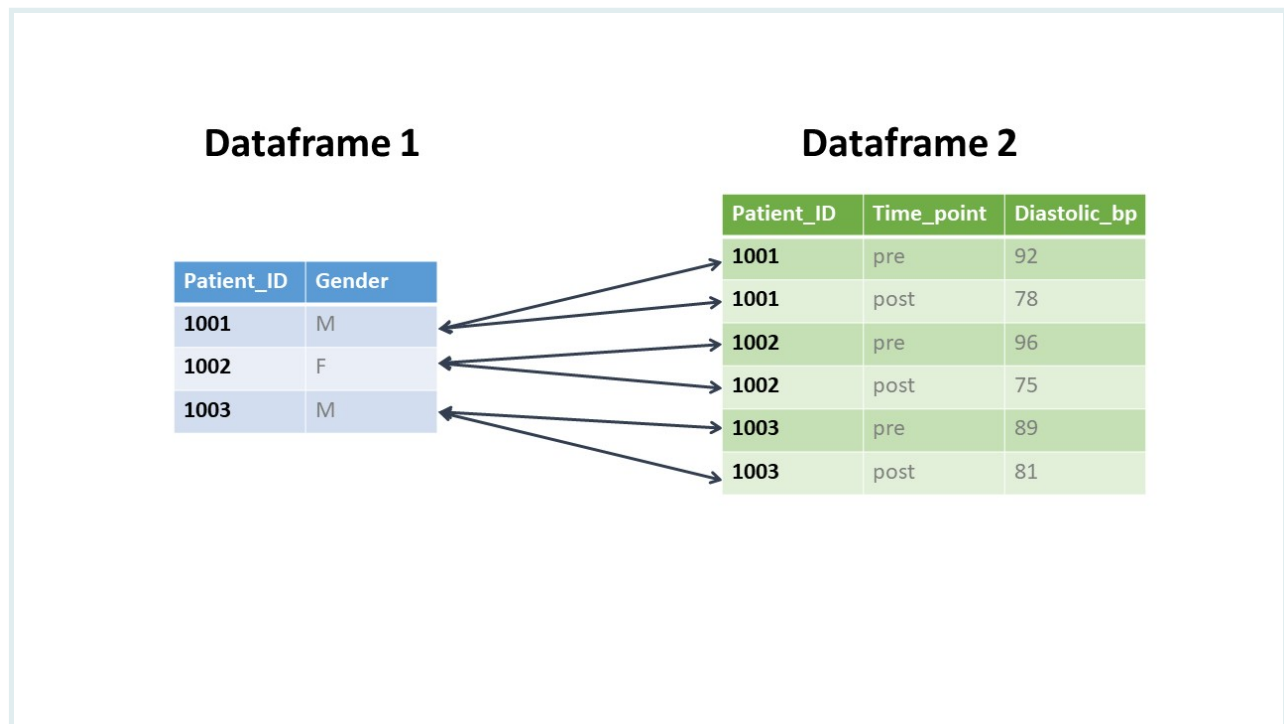 Dataframe 1
Patient_ID Gender
1001 M
1002 F
1003 M
Dataframe 2
Patient_ID Time_point Diastolic_bp
1001 pre 92
1001 post 78
1002 pre 96
1002 post 75
1003 pre 89
1003 post 81